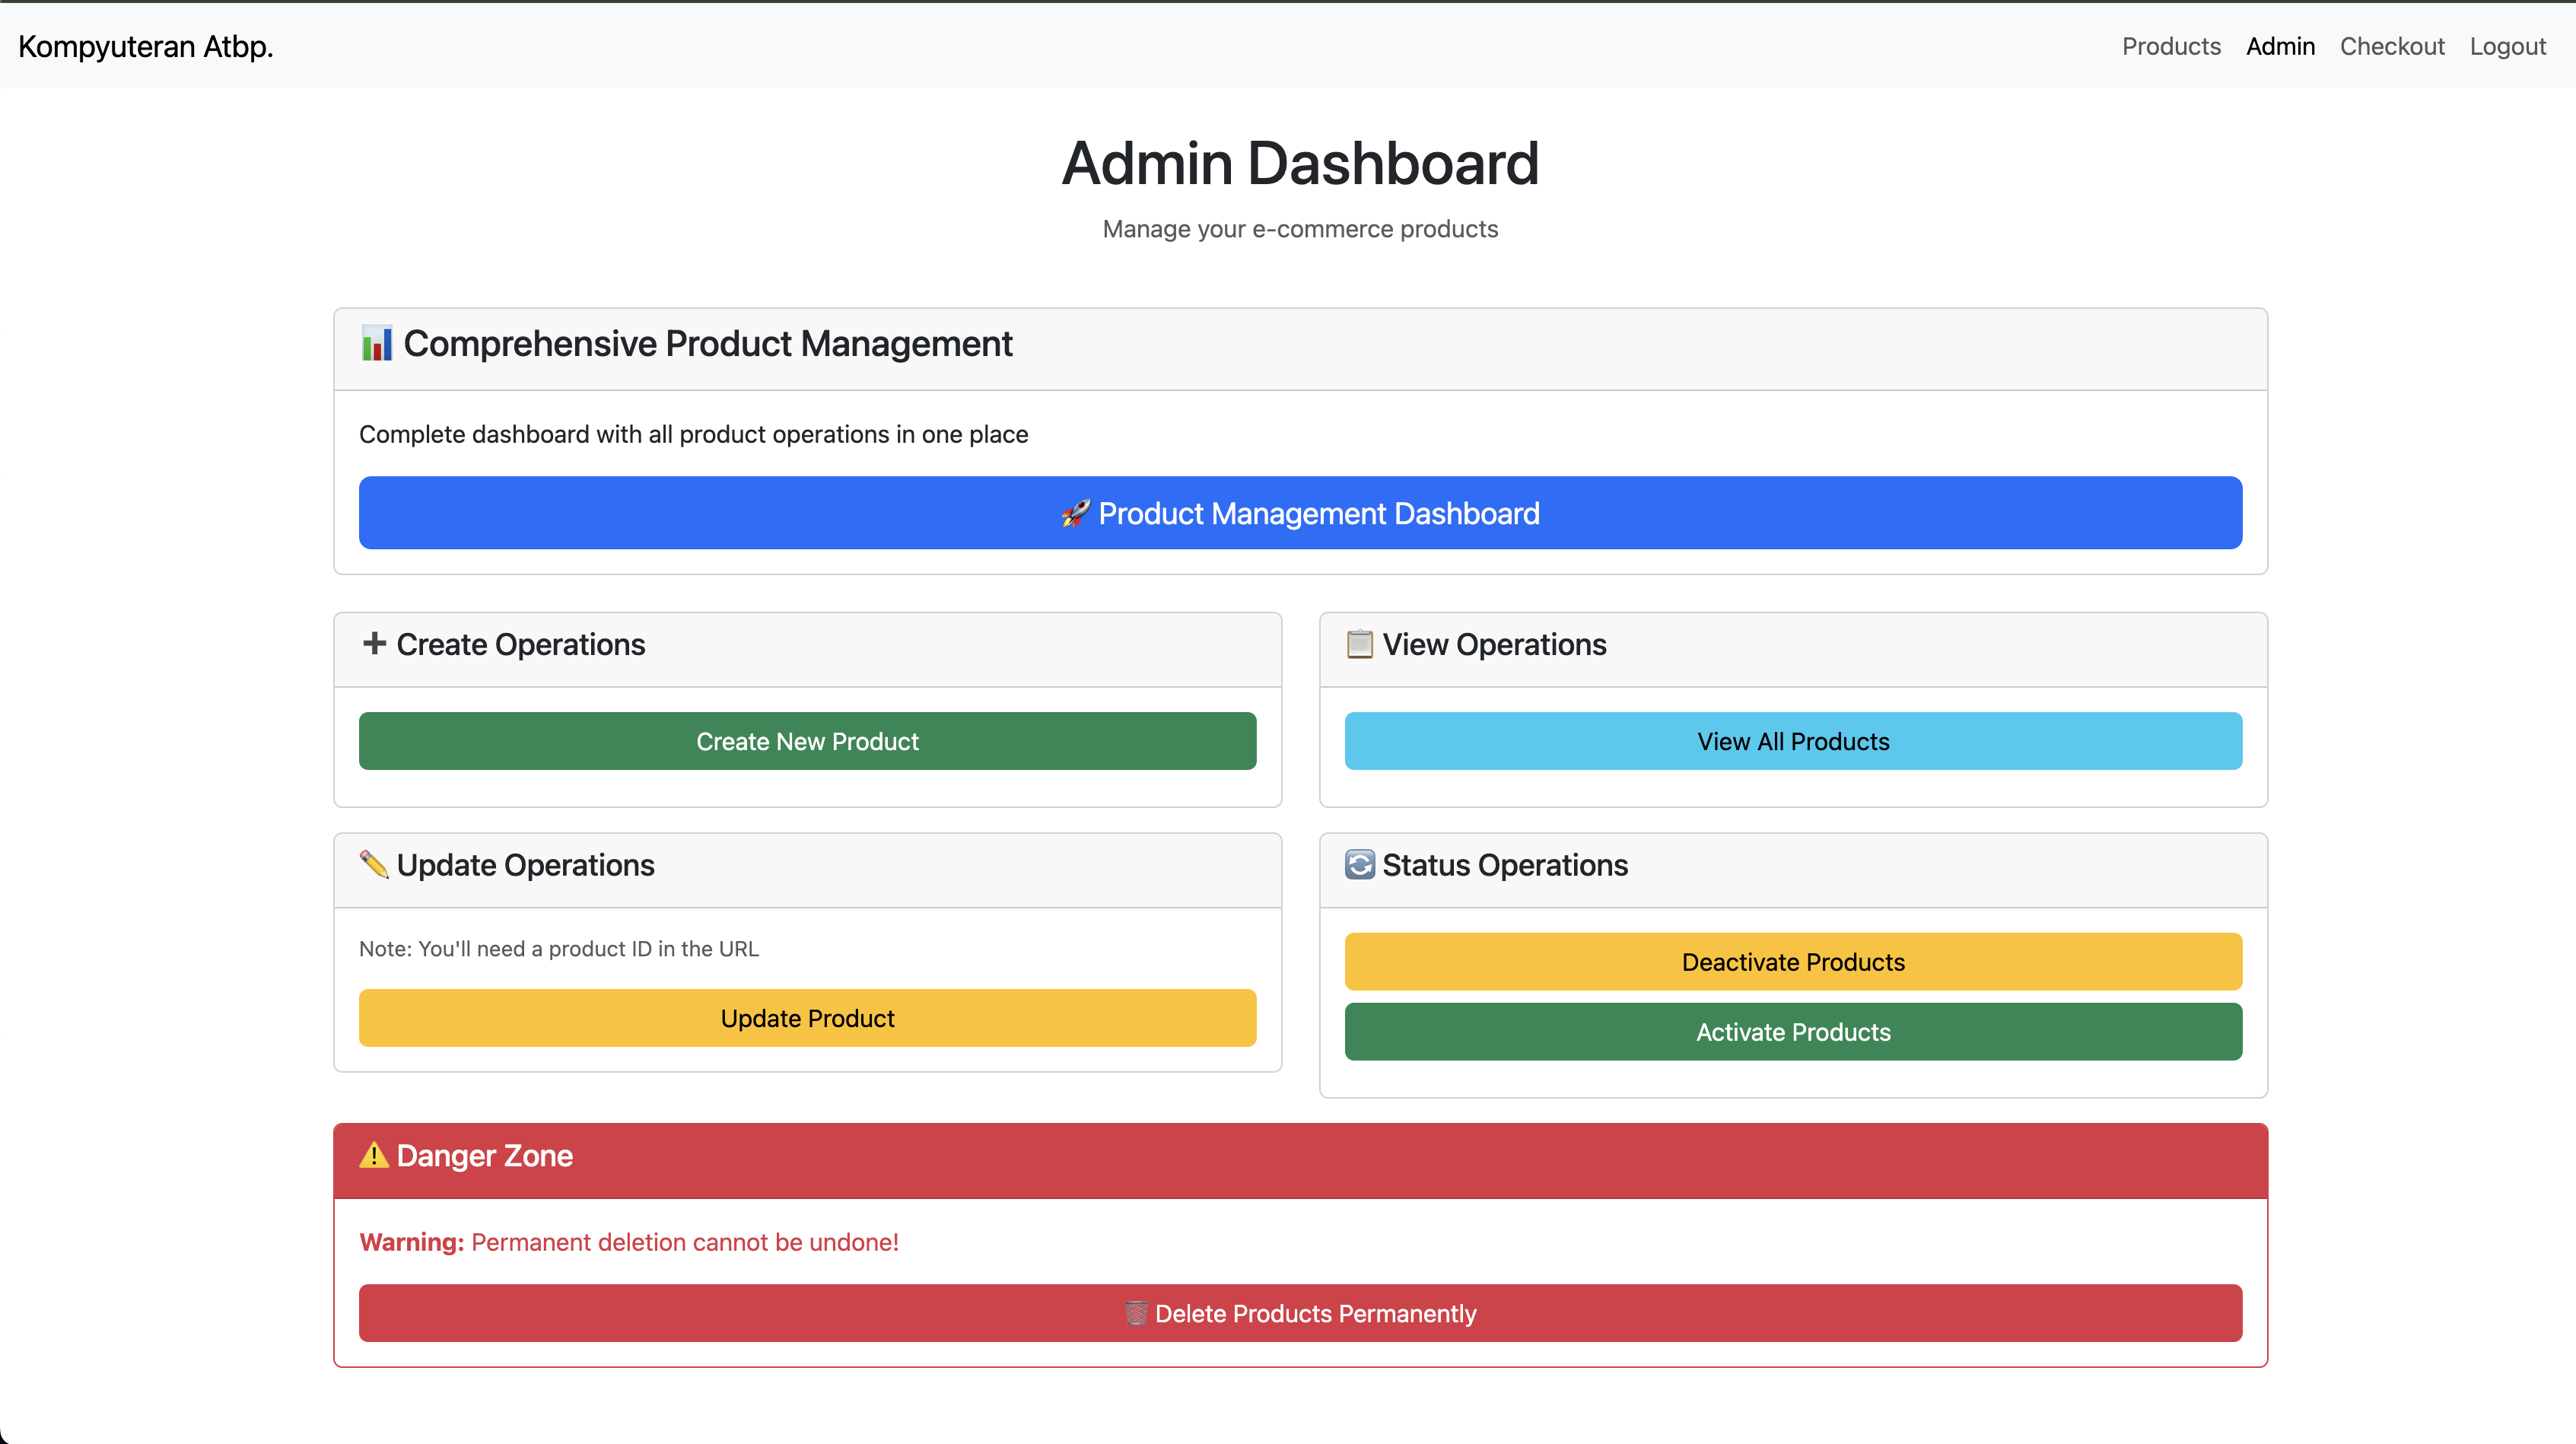 Kompyuteran Atbp.
Products Admin Checkout Logout
Admin Dashboard
Manage your e-commerce products
📊 Comprehensive Product Management
Complete dashboard with all product operations in one place
🚀 Product Management Dashboard
➕ Create Operations
Create New Product
📋 View Operations
View All Products
✏️ Update Operations
Note: You'll need a product ID in the URL
Update Product
🔄 Status Operations
Deactivate Products
Activate Products
⚠️ Danger Zone
Warning: Permanent deletion cannot be undone!
🗑️ Delete Products Permanently